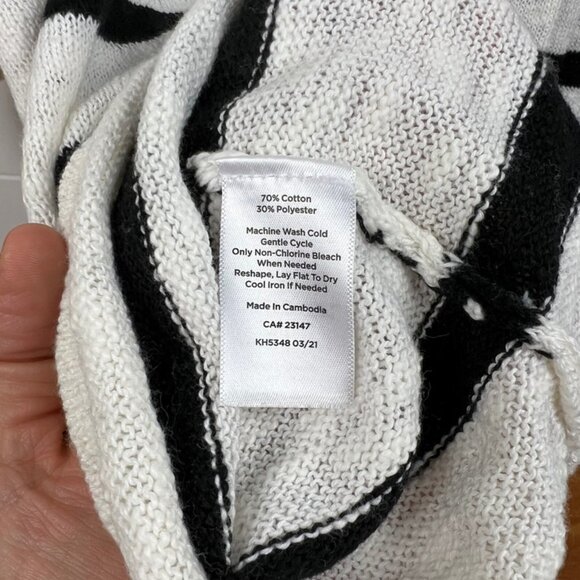 70% Cotton
30% Polyester
Machine Wash Cold
Gentle Cycle
Only Non-Chlorine Bleach
When Needed
Reshape, Lay Flat To Dry
Cool Iron If Needed
Made In Cambodia
CA# 23147
KH5348 03/21